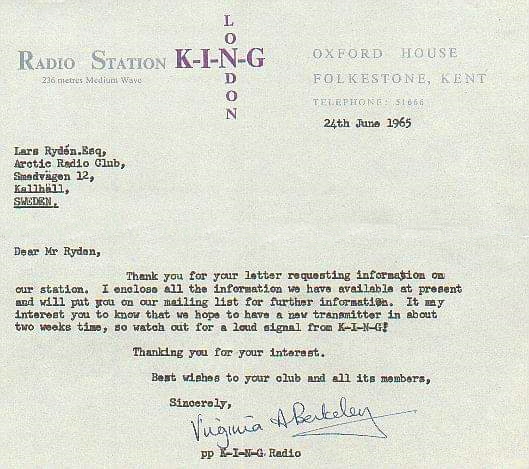 LONDON
RADIO STATION K-I-N-G
236 metres Medium Wave
OXFORD HOUSE
FOLKESTONE, KENT
TELEPHONE: 51666
24th June 1965
Lars Rydén.Esq,
Arctic Radio Club,
Smedvägen 12,
Kallhäll,
SWEDEN.
Dear Mr Ryden,
Thank you for your letter requesting information on
our station. I enclose all the information we have available at present
and will put you on our mailing list for further information. It may
interest you to know that we hope to have a new transmitter in about
two weeks time, so watch out for a loud signal from K-I-N-G!
Thanking you for your interest.
Best wishes to your club and all its members,
Sincerely,
Virginia A Berkeley
pp K-I-N-G Radio